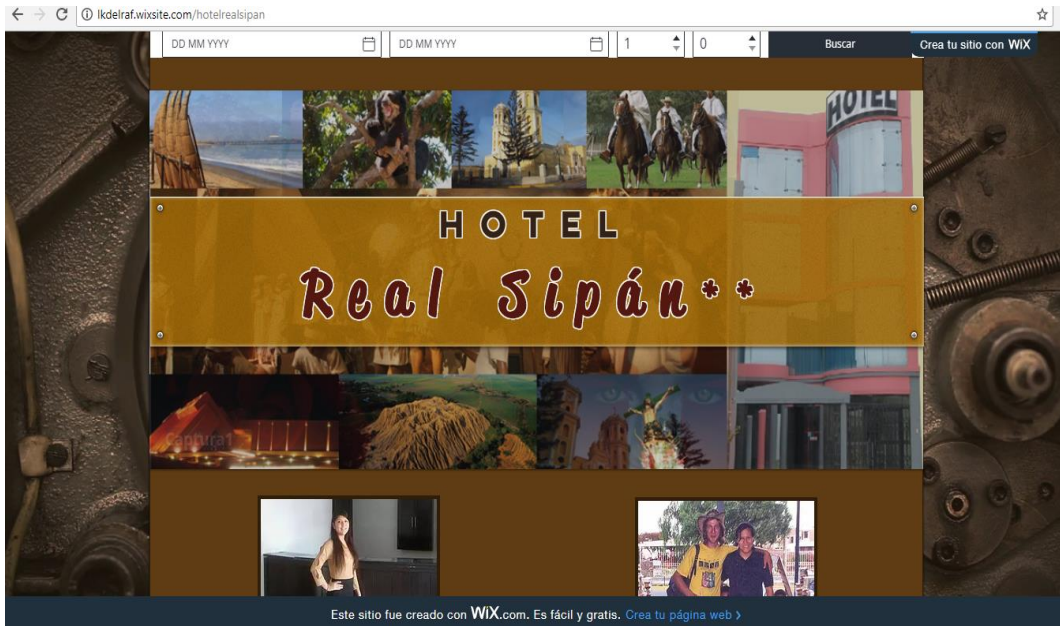 lkdelraf.wixsite.com/hotelrealsipan
DD MM YYYY DD MM YYYY 1 0 Buscar Crea tu sitio con WiX
HOTEL
HOTEL
Real Sipán**
Captura1
Este sitio fue creado con WiX.com. Es fácil y gratis. Crea tu página web >